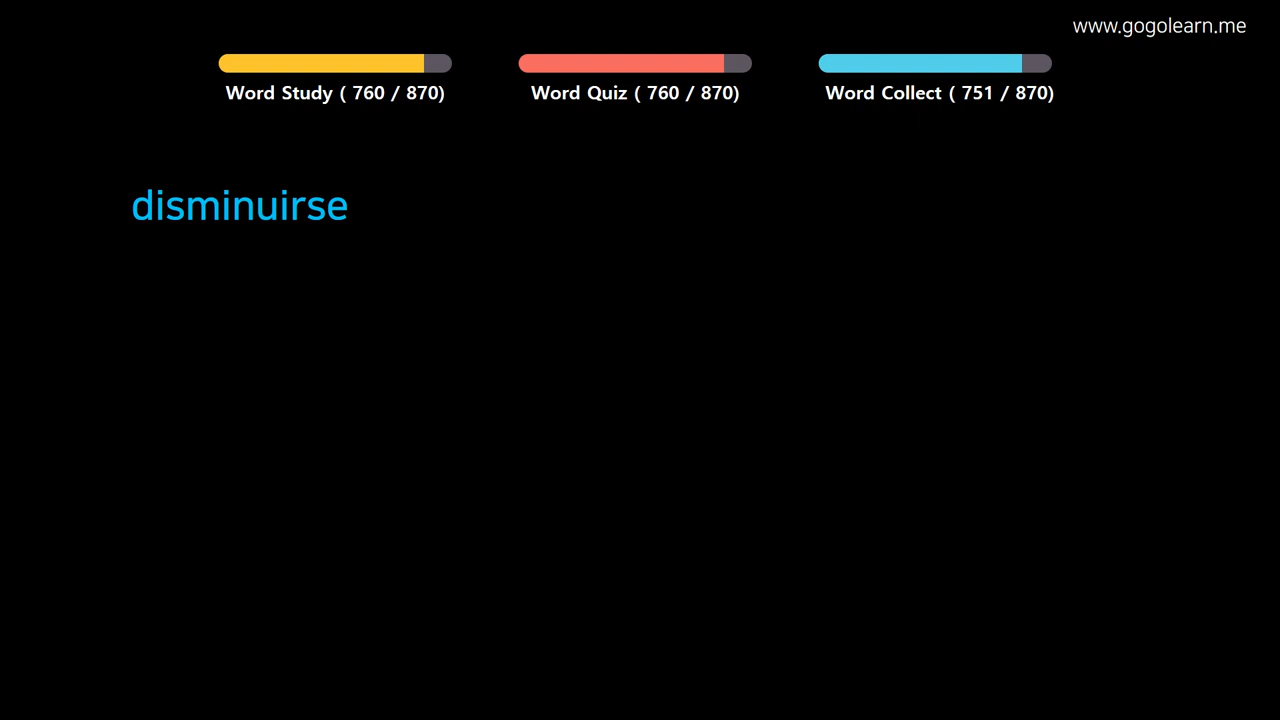 www.gogolearn.me
Word Study ( 760 / 870)
Word Quiz ( 760 / 870)
Word Collect ( 751 / 870)
disminuirse